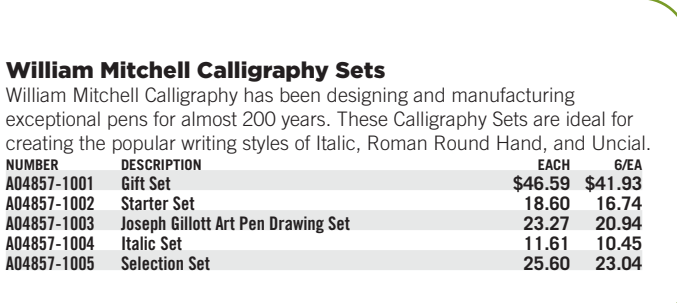 William Mitchell Calligraphy Sets
William Mitchell Calligraphy has been designing and manufacturing
exceptional pens for almost 200 years. These Calligraphy Sets are ideal for
creating the popular writing styles of Italic, Roman Round Hand, and Uncial.
NUMBER DESCRIPTION EACH 6/EA
A04857-1001 Gift Set $46.59 $41.93
A04857-1002 Starter Set 18.60 16.74
A04857-1003 Joseph Gillott Art Pen Drawing Set 23.27 20.94
A04857-1004 Italic Set 11.61 10.45
A04857-1005 Selection Set 25.60 23.04